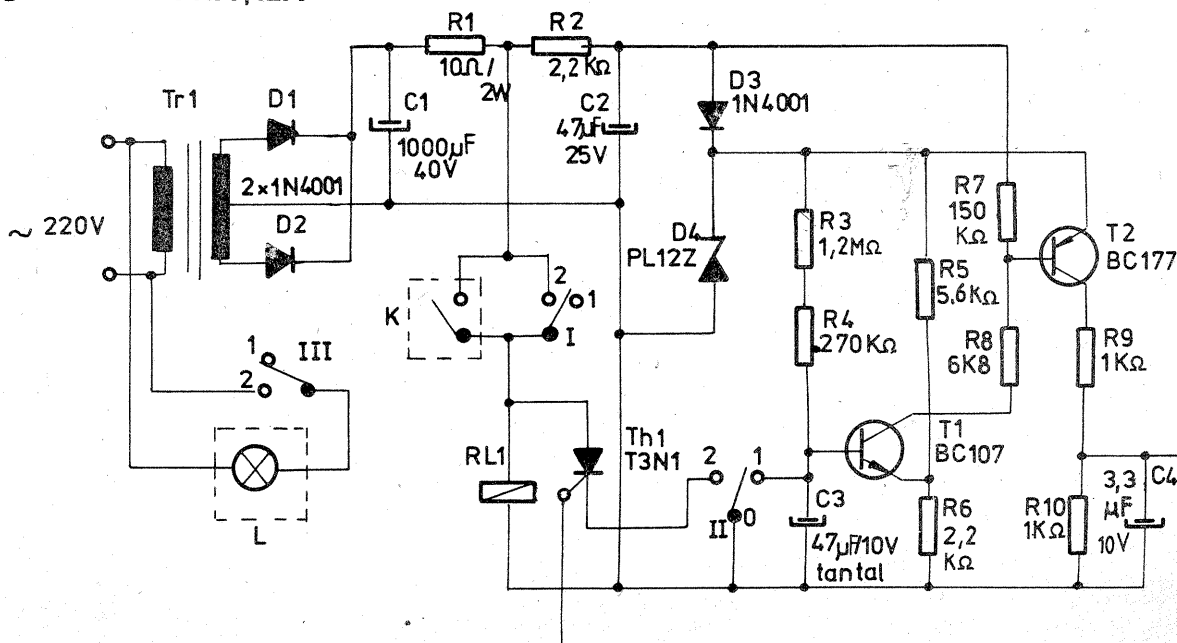 Tr1
~ 220V
D1
2×1N4001
D2
C1
1000µF
40V
R1
10Ω/
2W
R2
2,2KΩ
C2
47µF
25V
D3
1N4001
D4
PL12Z
R3
1,2MΩ
R4
270KΩ
R5
5,6KΩ
R7
150
KΩ
T2
BC177
R8
6K8
R9
1KΩ
K
2
1
I
1
2
III
L
RL1
Th1
T3N1
2
1
0
II
C3
47µF/10V
tantal
T1
BC107
R6
2,2
KΩ
R10
1KΩ
3,3
µF
10V
C4